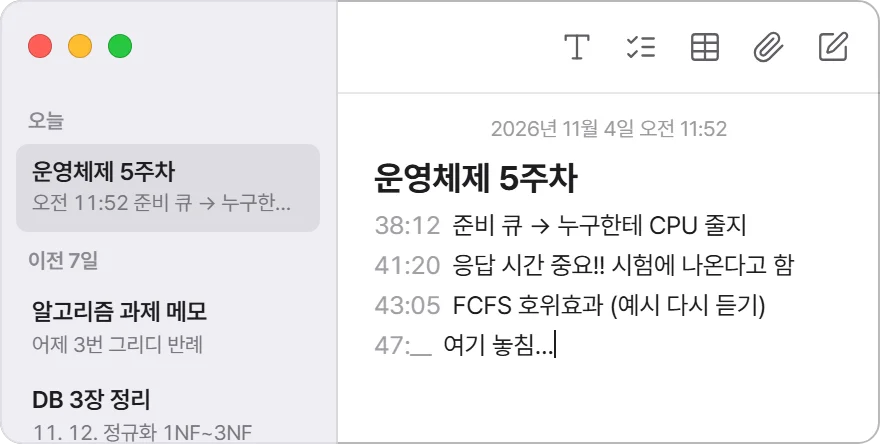 오늘
운영체제 5주차
오전 11:52 준비 큐 → 누구한...
이전 7일
알고리즘 과제 메모
어제 3번 그리디 반례
DB 3장 정리
11. 12. 정규화 1NF~3NF
2026년 11월 4일 오전 11:52
운영체제 5주차
38:12 준비 큐 → 누구한테 CPU 줄지
41:20 응답 시간 중요!! 시험에 나온다고 함
43:05 FCFS 호위효과 (예시 다시 듣기)
47:__ 여기 놓침...